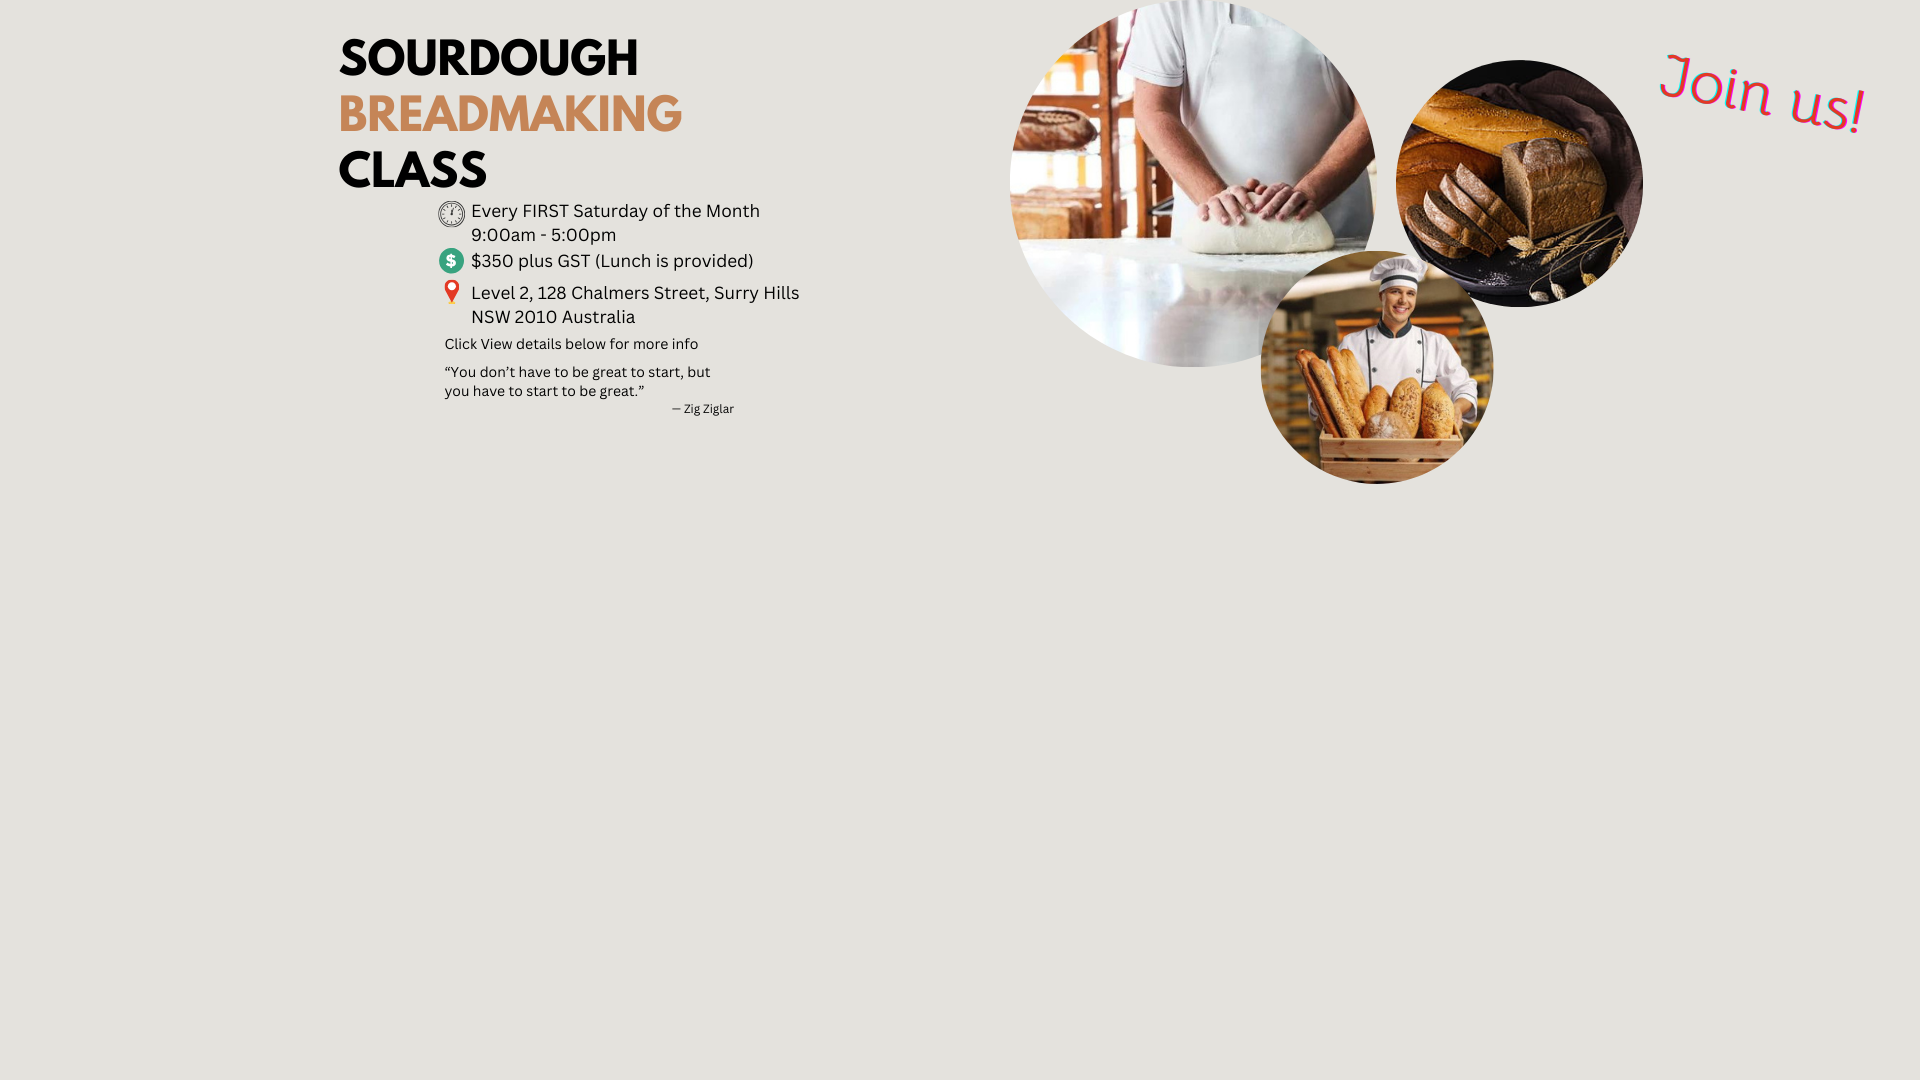 SOURDOUGH
BREADMAKING
CLASS
Every FIRST Saturday of the Month
9:00am - 5:00pm
$ $350 plus GST (Lunch is provided)
Level 2, 128 Chalmers Street, Surry Hills
NSW 2010 Australia
Click View details below for more info
“You don’t have to be great to start, but
you have to start to be great.”
— Zig Ziglar
Join us!